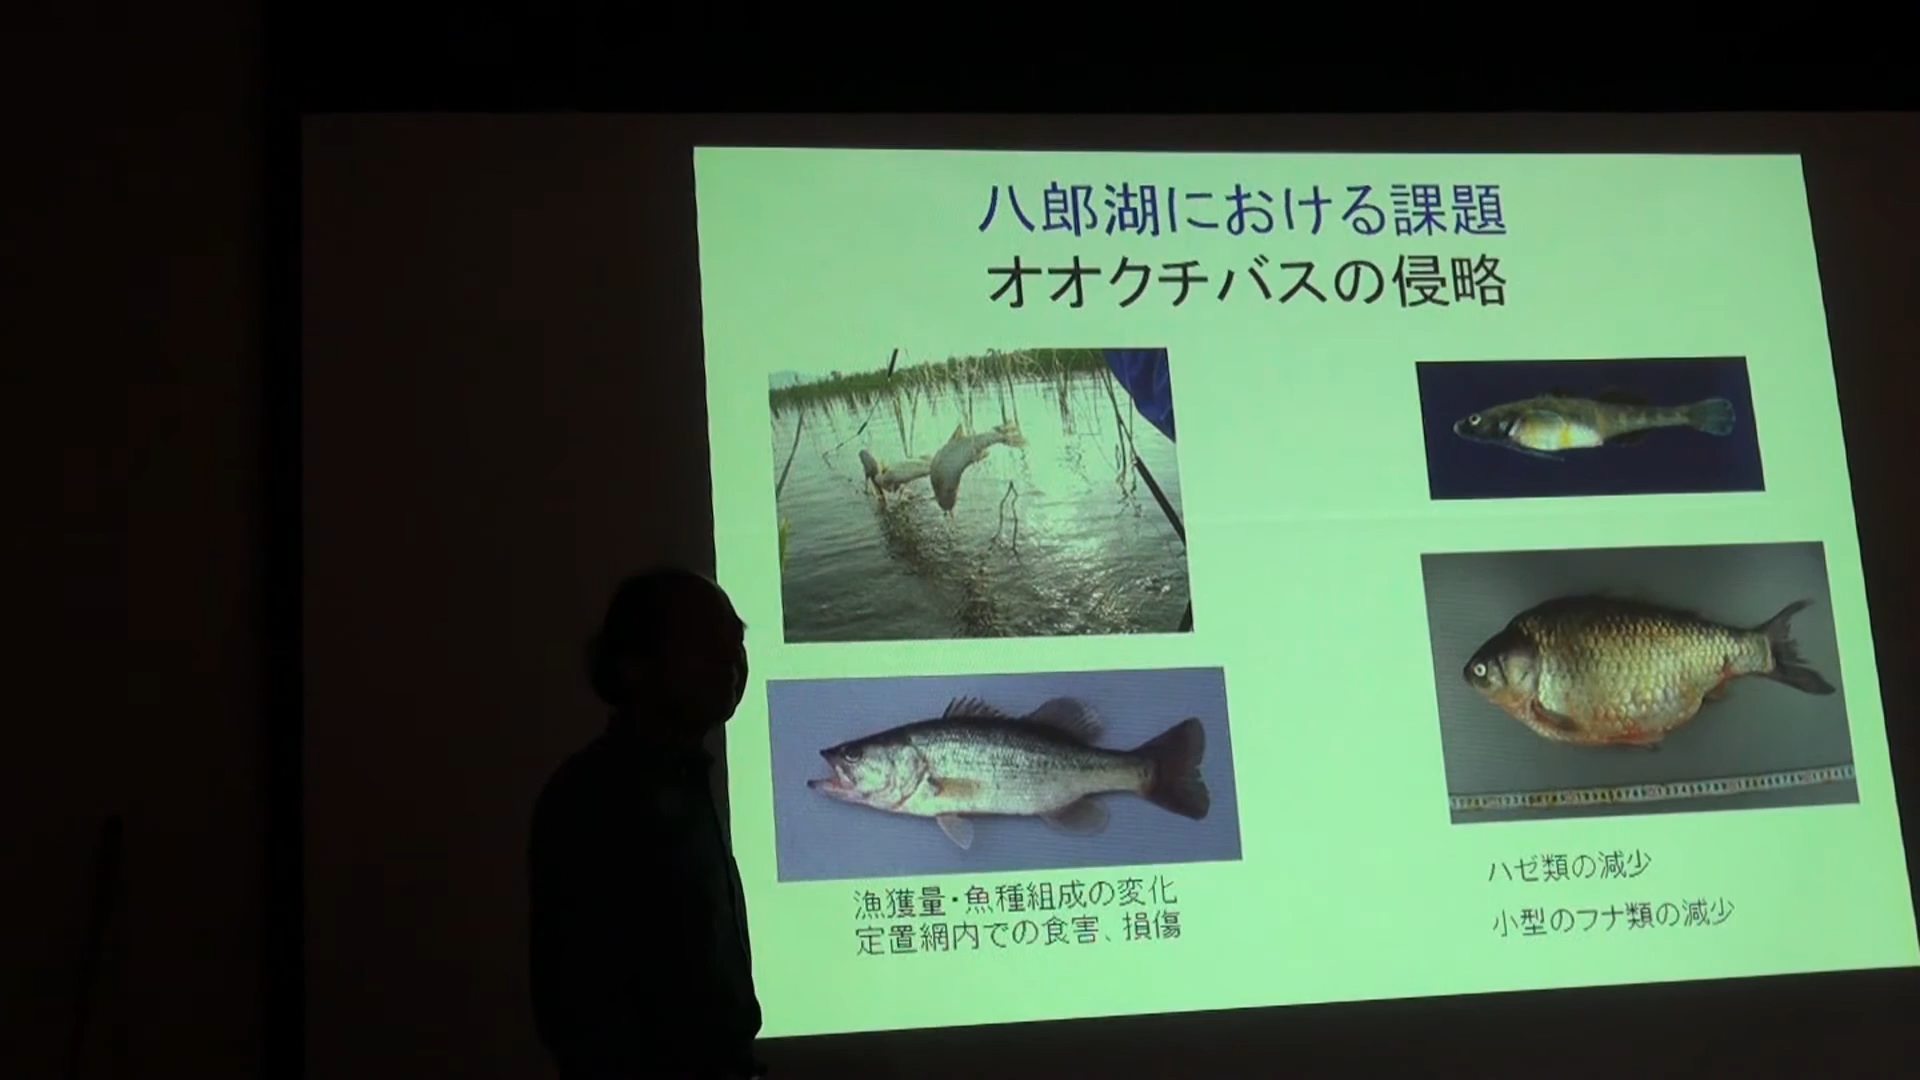 八郎湖における課題
オオクチバスの侵略
漁獲量・魚種組成の変化
定置網内での食害、損傷
ハゼ類の減少
小型のフナ類の減少